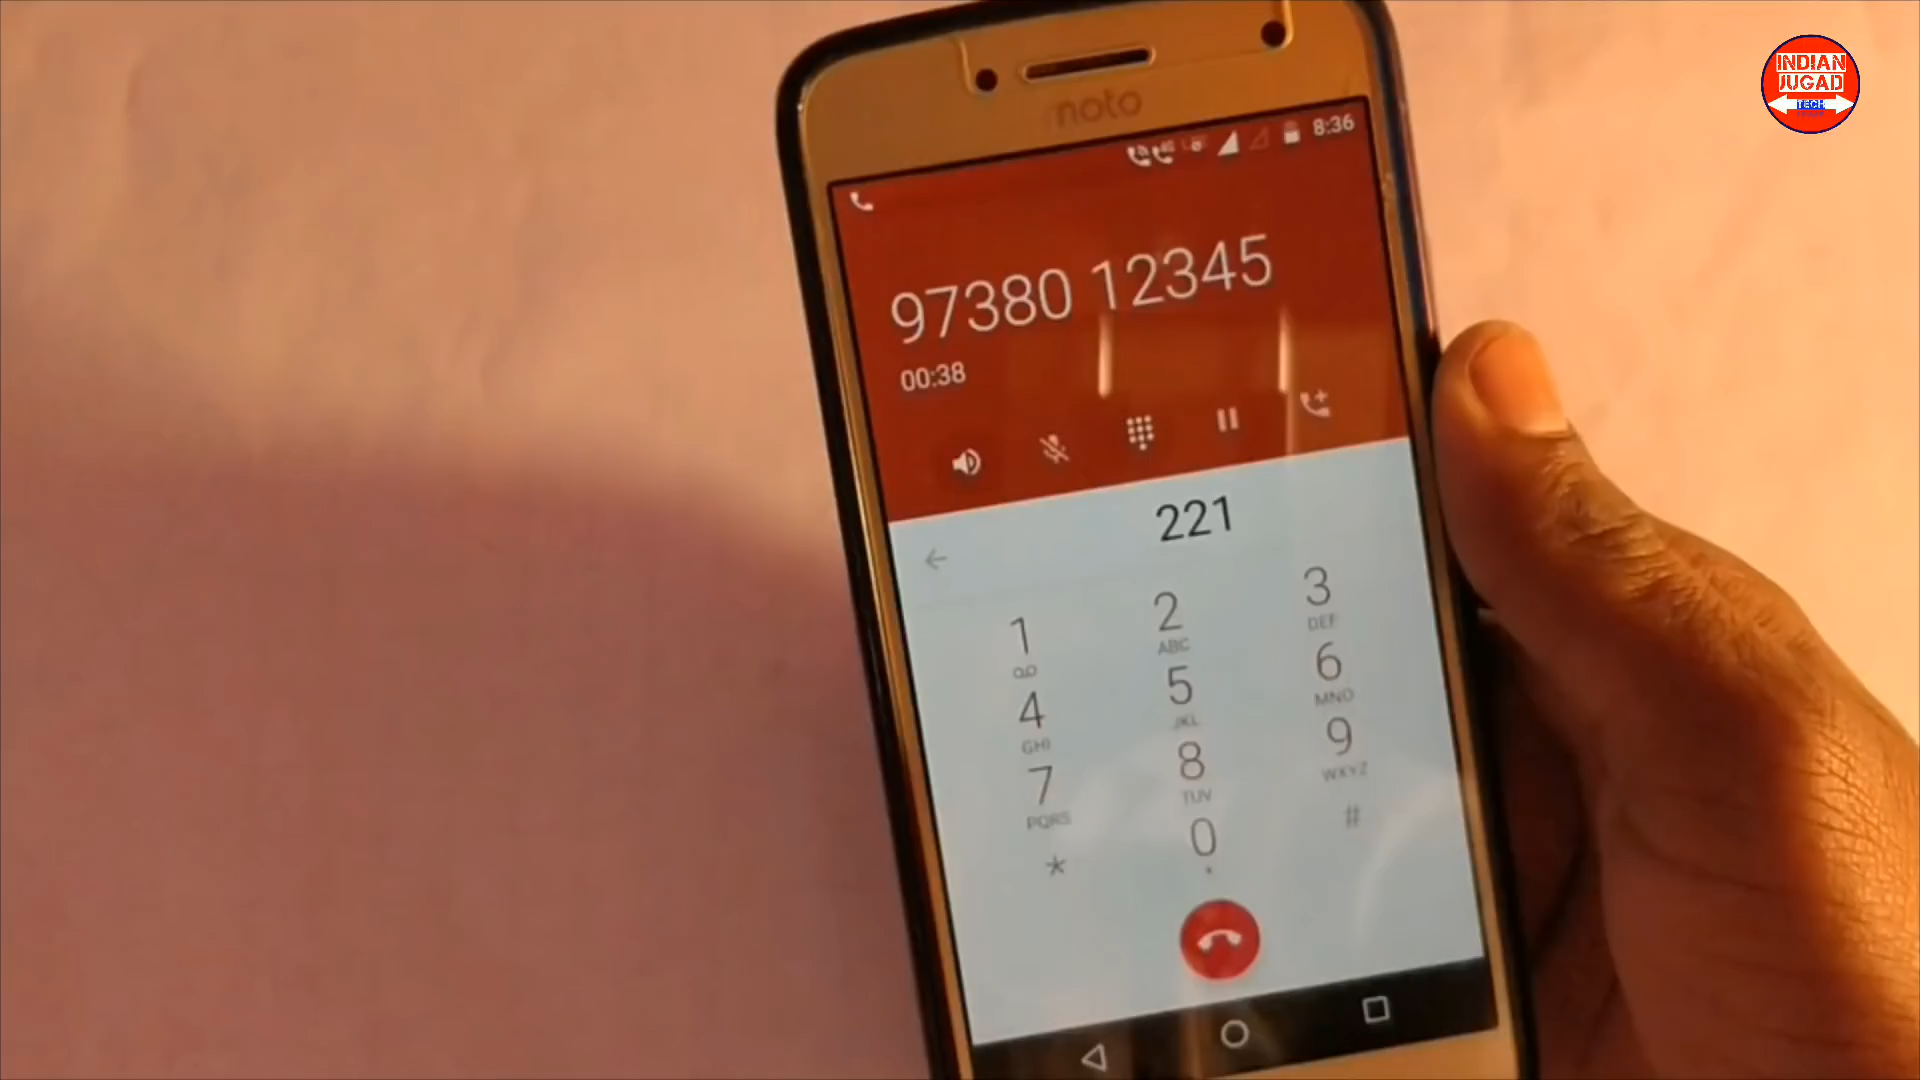 INDIAN
JUGAD
TECH
moto
8:36
97380 12345
00:38
221
1
2
ABC
3
DEF
4
GHI
5
JKL
6
MNO
7
PQRS
8
TUV
9
WXYZ
*
0
#